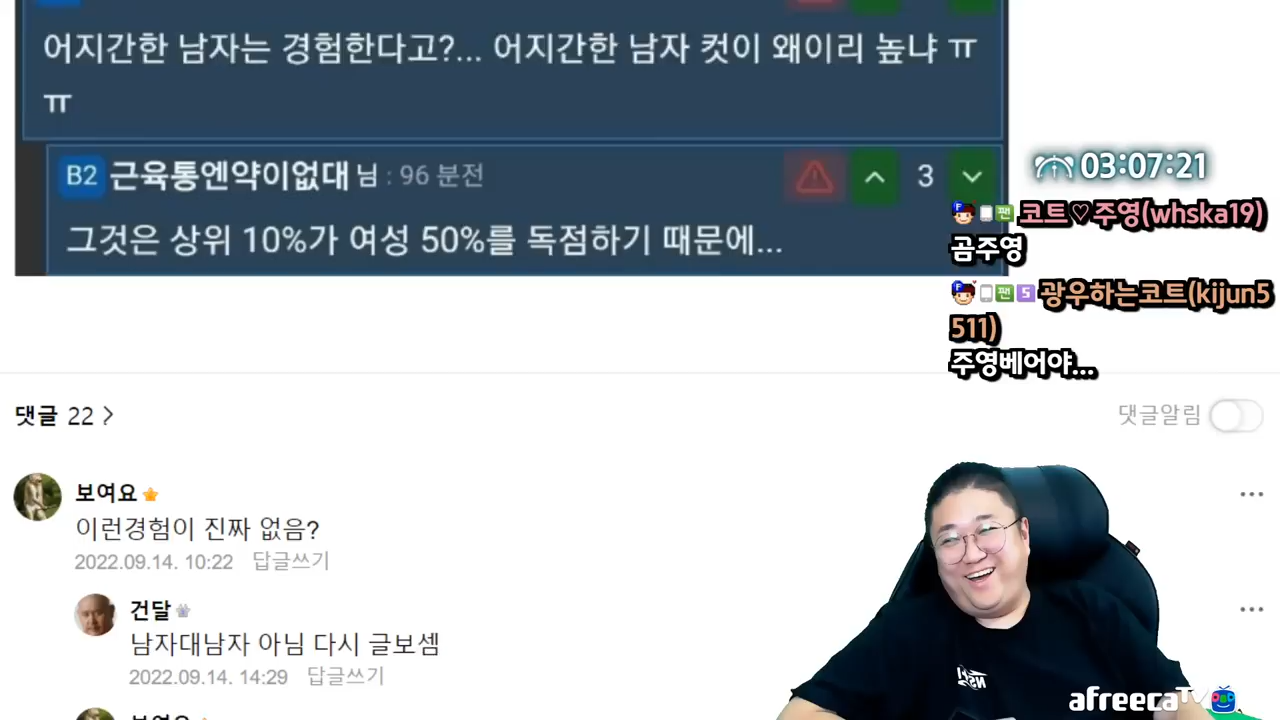 어지간한 남자는 경험한다고?... 어지간한 남자 컷이 왜이리 높냐 ㅠ
ㅠ
B2 근육통엔약이없대 님 : 96 분전
3
그것은 상위 10%가 여성 50%를 독점하기 때문에...
03:07:21
F 팬 코트♡주영(whska19)
곰주영
F 팬 S 광우하는코트(kijun5
511)
주영베어야...
댓글 22 >
댓글알림
보여요
이런경험이 진짜 없음?
2022.09.14. 10:22 답글쓰기
건달
남자대남자 아님 다시 글보셈
2022.09.14. 14:29 답글쓰기
보여요
afreecaTV